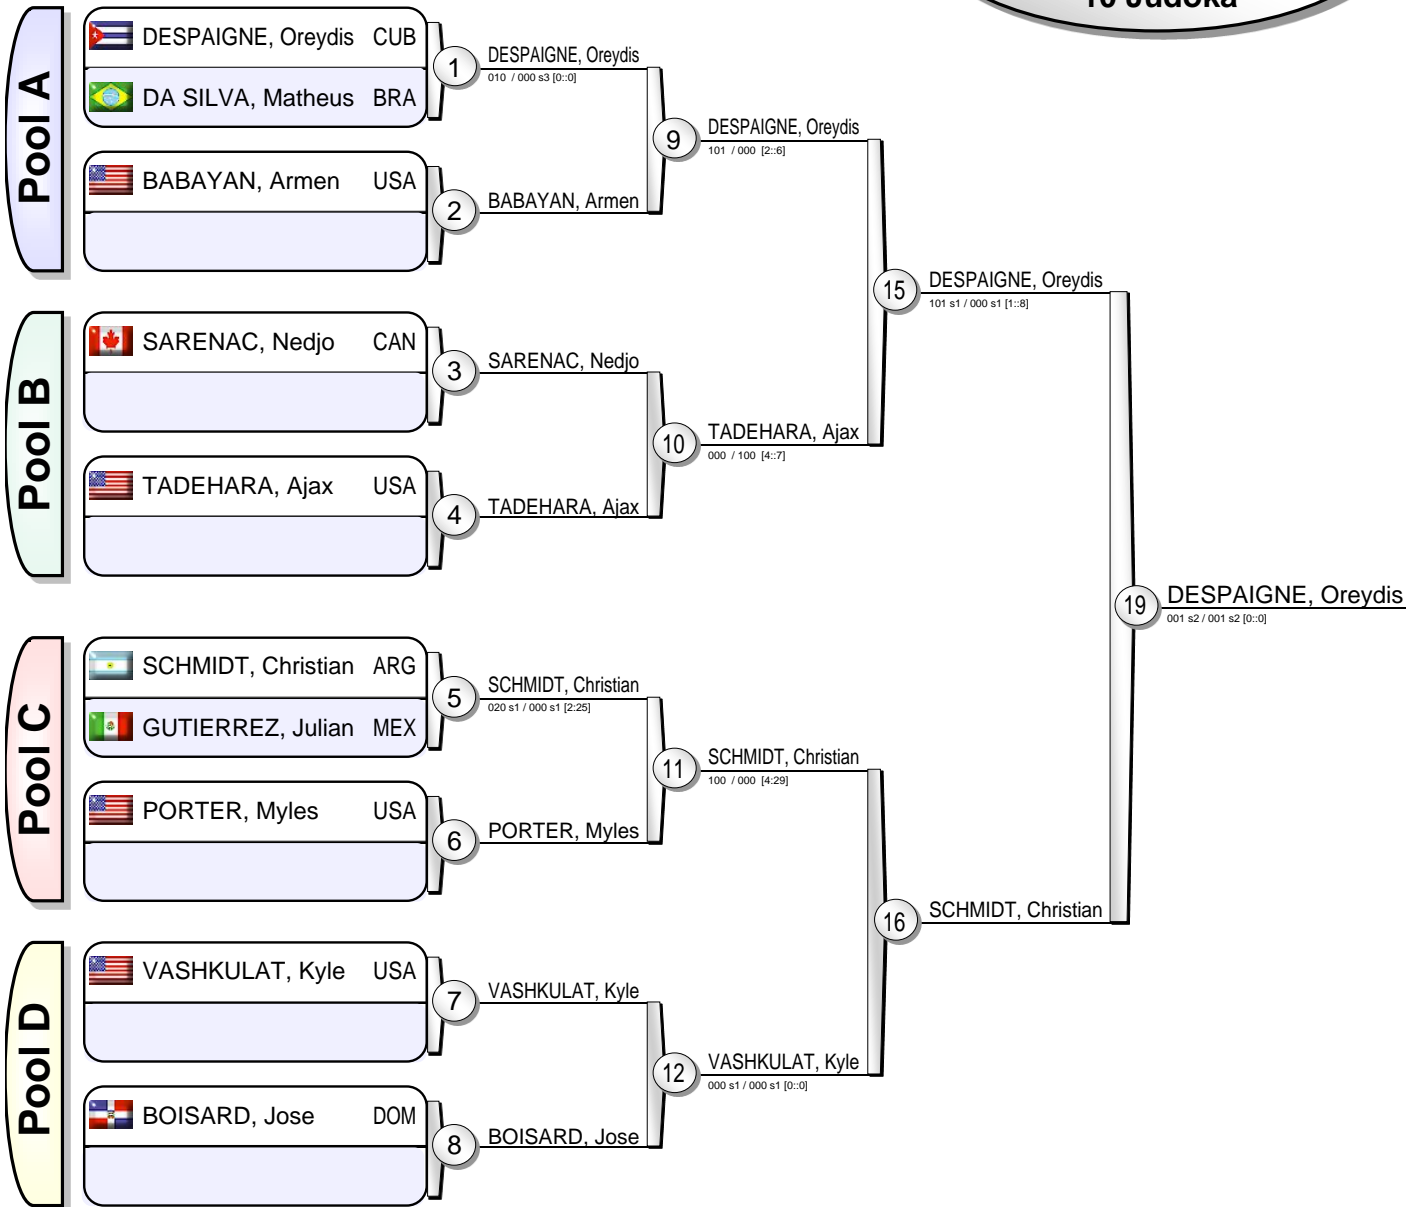 10 Judoka
Pool A
DESPAIGNE, Oreydis CUB
DA SILVA, Matheus BRA
1
DESPAIGNE, Oreydis
010 / 000 s3 [0::0]
BABAYAN, Armen USA
2
BABAYAN, Armen
9
DESPAIGNE, Oreydis
101 / 000 [2::6]
Pool B
SARENAC, Nedjo CAN
3
SARENAC, Nedjo
TADEHARA, Ajax USA
4
TADEHARA, Ajax
10
TADEHARA, Ajax
000 / 100 [4::7]
15
DESPAIGNE, Oreydis
101 s1 / 000 s1 [1::8]
Pool C
SCHMIDT, Christian ARG
GUTIERREZ, Julian MEX
5
SCHMIDT, Christian
020 s1 / 000 s1 [2:25]
PORTER, Myles USA
6
PORTER, Myles
11
SCHMIDT, Christian
100 / 000 [4:29]
Pool D
VASHKULAT, Kyle USA
7
VASHKULAT, Kyle
BOISARD, Jose DOM
8
BOISARD, Jose
12
VASHKULAT, Kyle
000 s1 / 000 s1 [0::0]
16
SCHMIDT, Christian
19
DESPAIGNE, Oreydis
001 s2 / 001 s2 [0::0]